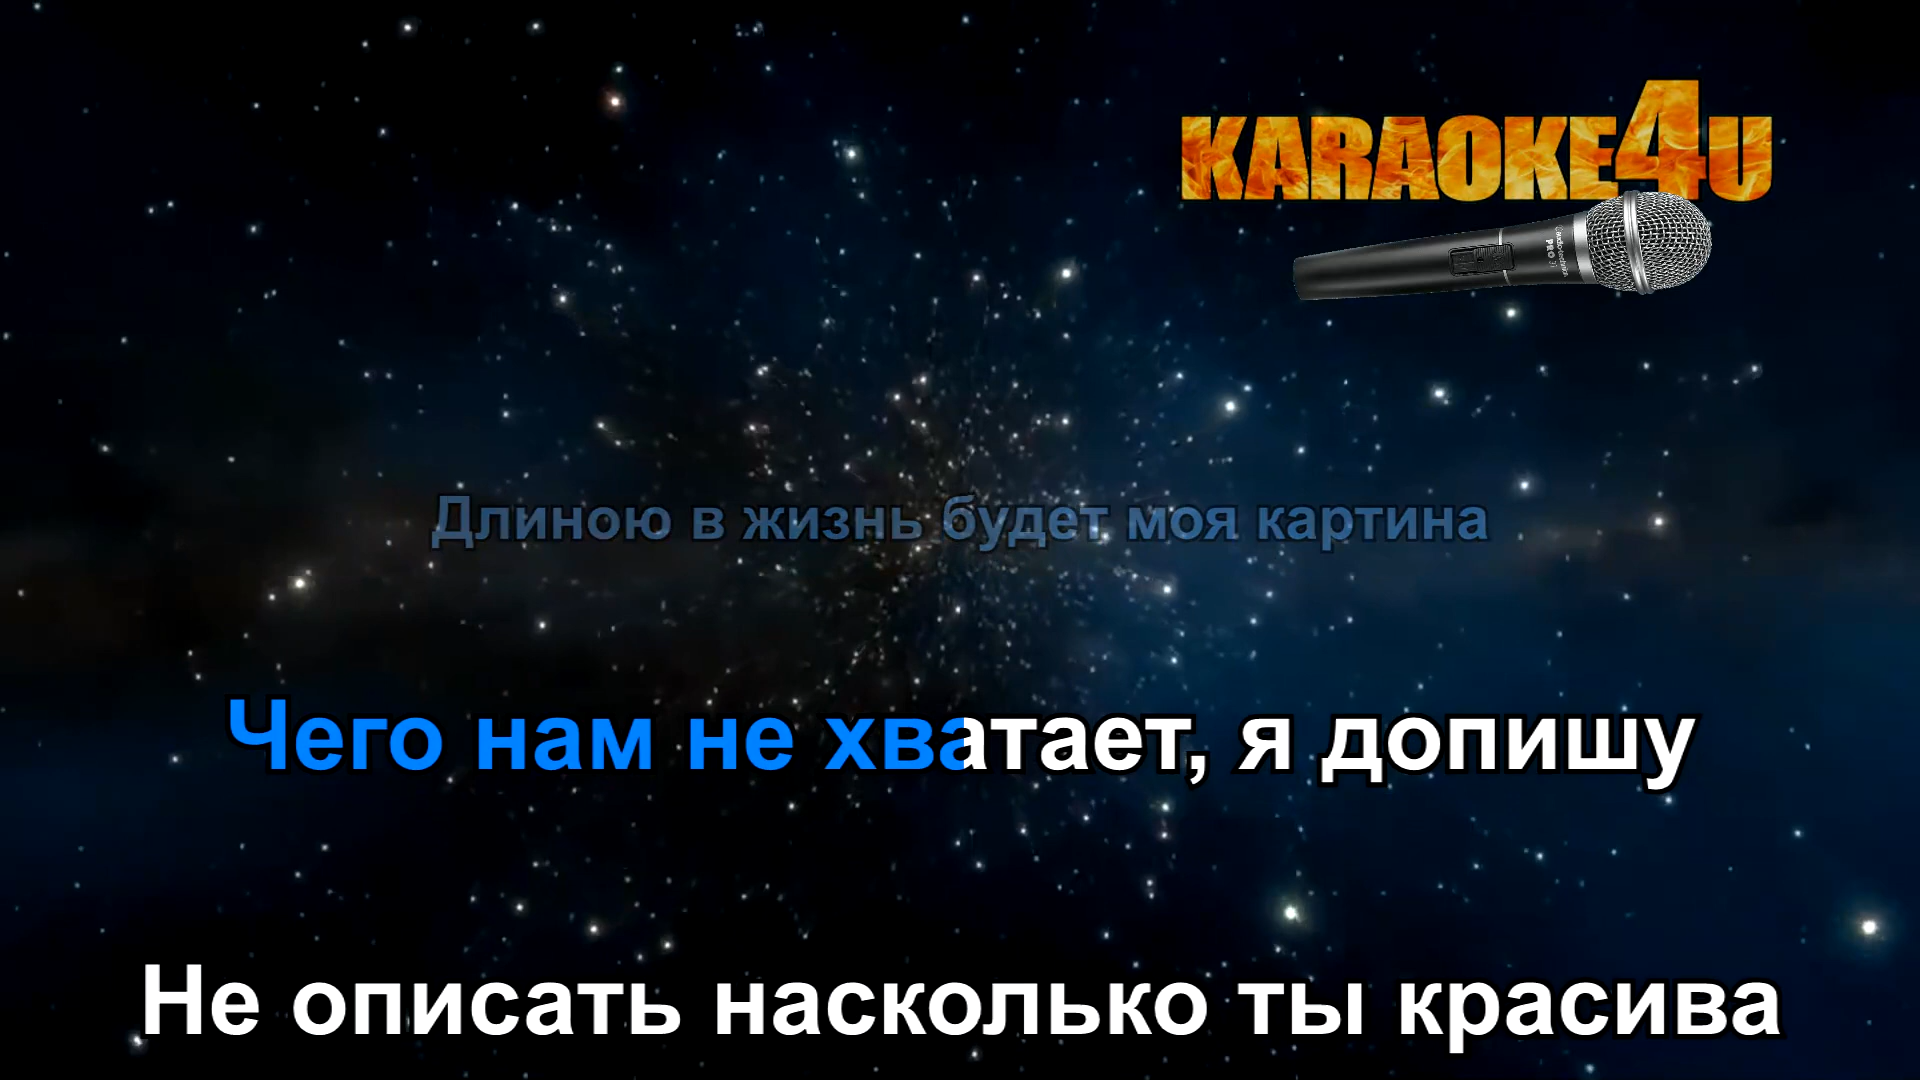 KARAOKE4U
Длиною в жизнь будет моя картина
Чего нам не хватает, я допишу
Не описать насколько ты красива